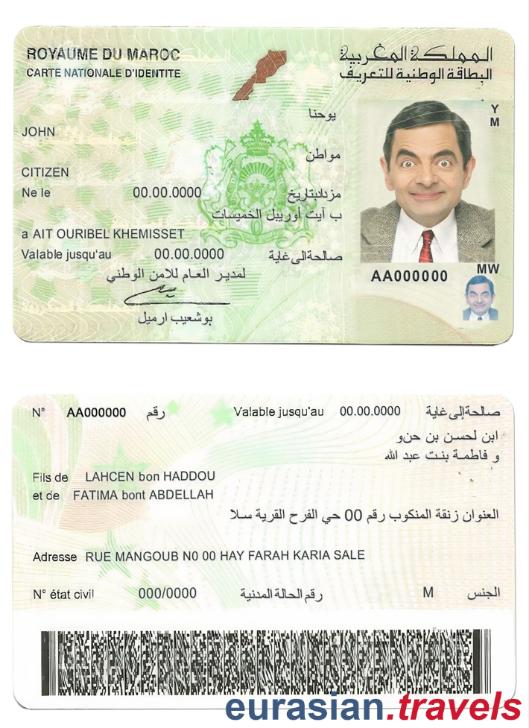 ROYAUME DU MAROC
المملكة المغربية
CARTE NATIONALE D'IDENTITE
البطاقة الوطنية للتعريف
Y
M
يوحنا
JOHN
مواطن
CITIZEN
Ne le 00.00.0000 مزدادبتاريخ
ب آيت أوريبل الخميسات
a AIT OURIBEL KHEMISSET
Valable jusqu'au 00.00.0000 صالحة إلى غاية
لمدير العام للامن الوطني
بوشعيب ارميل
AA000000
MW
N° AA000000 رقم
Valable jusqu'au 00.00.0000 صالحة إلى غاية
ابن لحسن بن حدو
و فاطمة بنت عبد الله
Fils de LAHCEN bon HADDOU
et de FATIMA bont ABDELLAH
العنوان زنقة المنكوب رقم 00 حي الفرح القرية سلا
Adresse RUE MANGOUB N0 00 HAY FARAH KARIA SALE
N° état civil 000/0000 رقم الحالة المدنية
M الجنس
eurasian.travels